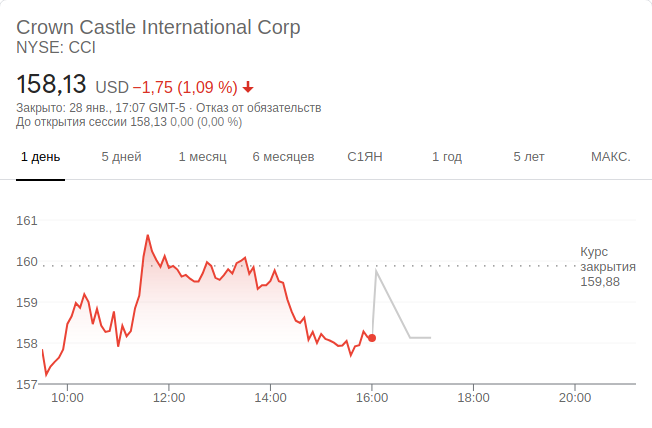 Crown Castle International Corp
NYSE: CCI
158,13 USD −1,75 (1,09 %)
Закрыто: 28 янв., 17:07 GMT-5 · Отказ от обязательств
До открытия сессии 158,13 0,00 (0,00 %)
1 день 5 дней 1 месяц 6 месяцев С1ЯН 1 год 5 лет МАКС.
161
160
159
158
157
Курс
закрытия
159,88
10:00 12:00 14:00 16:00 18:00 20:00